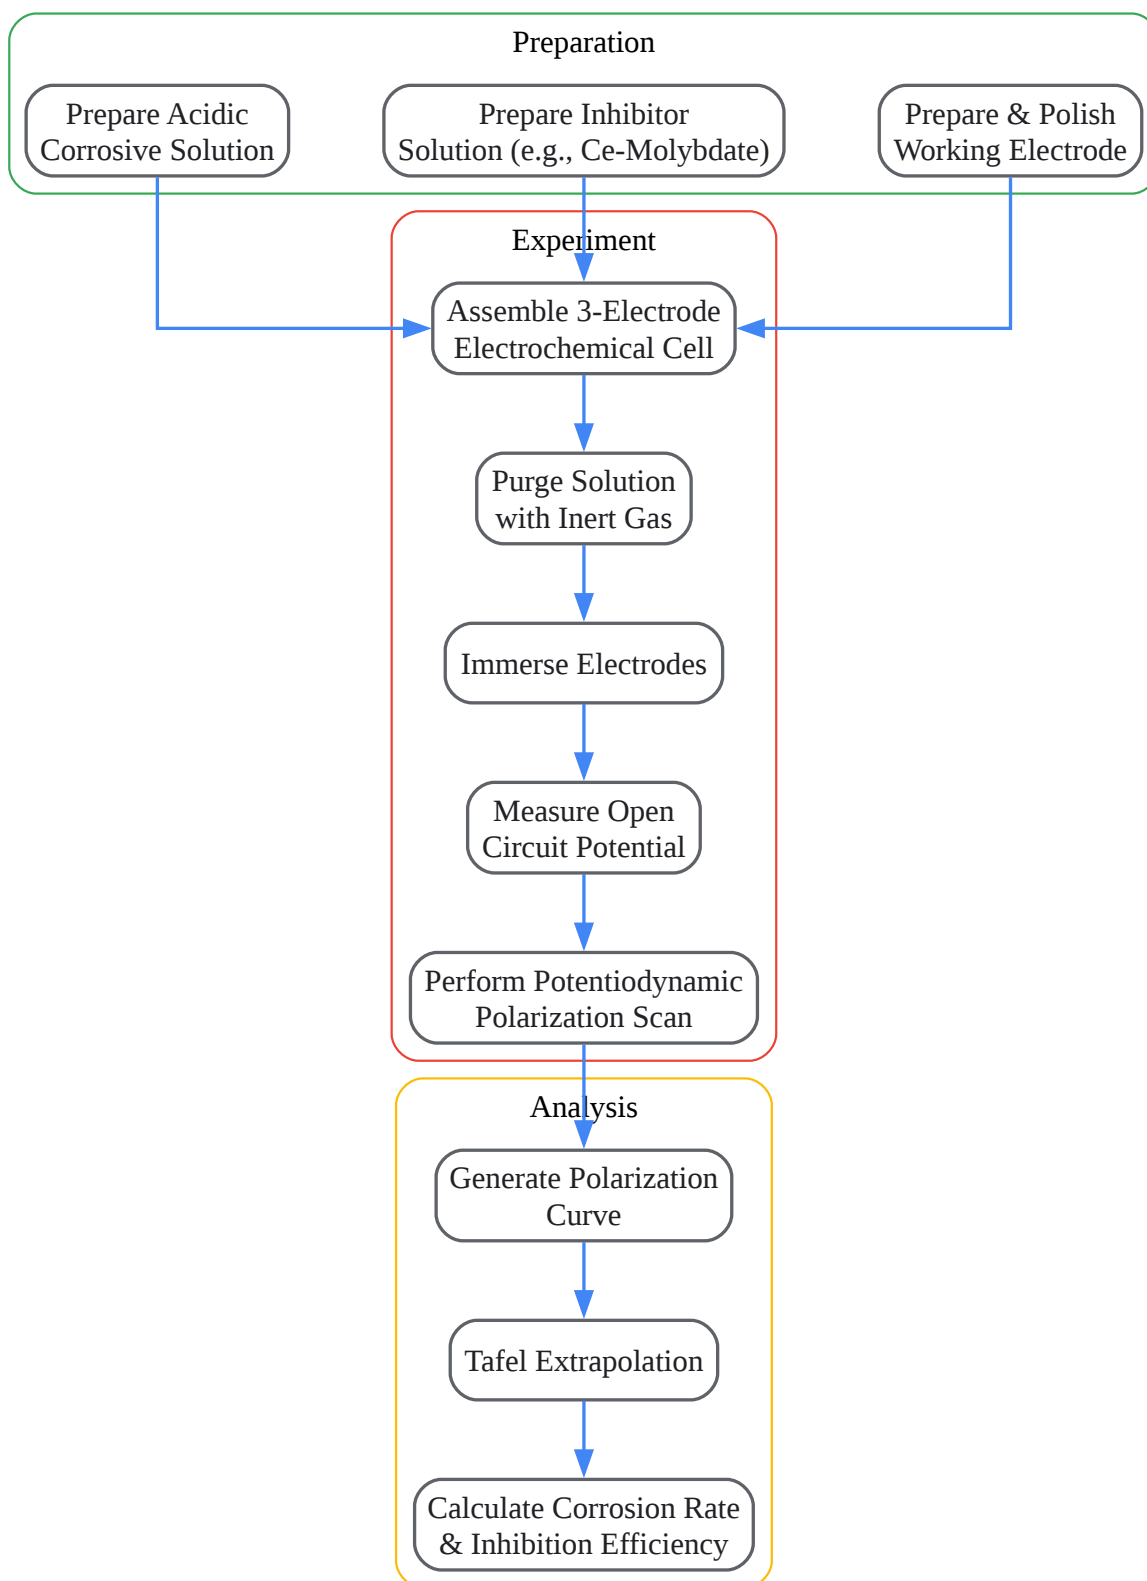 Preparation
Prepare Acidic
Corrosive Solution
Prepare Inhibitor
Solution (e.g., Ce-Molybdate)
Prepare & Polish
Working Electrode
Experiment
Assemble 3-Electrode
Electrochemical Cell
Purge Solution
with Inert Gas
Immerse Electrodes
Measure Open
Circuit Potential
Perform Potentiodynamic
Polarization Scan
Analysis
Generate Polarization
Curve
Tafel Extrapolation
Calculate Corrosion Rate
& Inhibition Efficiency